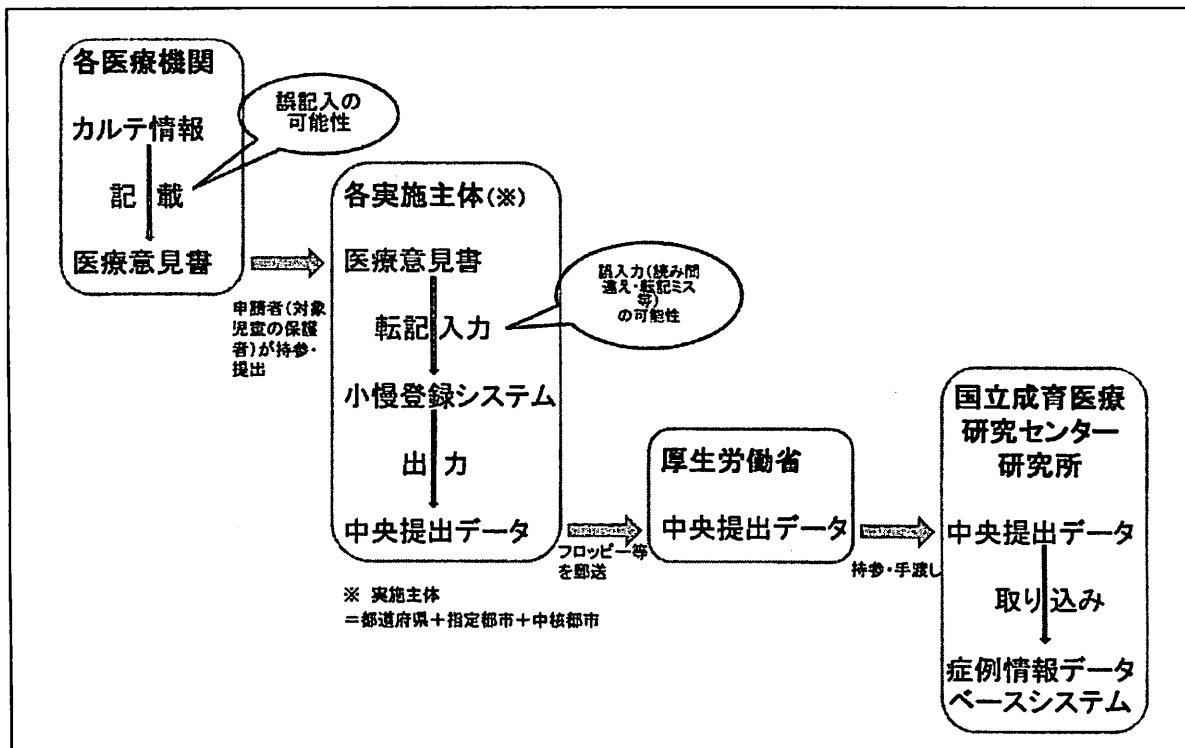 各医療機関
カルテ情報
記載
医療意見書
誤記入の
可能性
申請者(対象
児童の保護
者)が持参・
提出
各実施主体(※)
医療意見書
転記入力
小慢登録システム
出力
中央提出データ
誤入力(読み間
違え・転記ミス
等)
の可能性
※ 実施主体
=都道府県+指定都市+中核都市
フロッピー等
を郵送
厚生労働省
中央提出データ
持参・手渡し
国立成育医療
研究センター
研究所
中央提出データ
取り込み
症例情報データ
ベースシステム